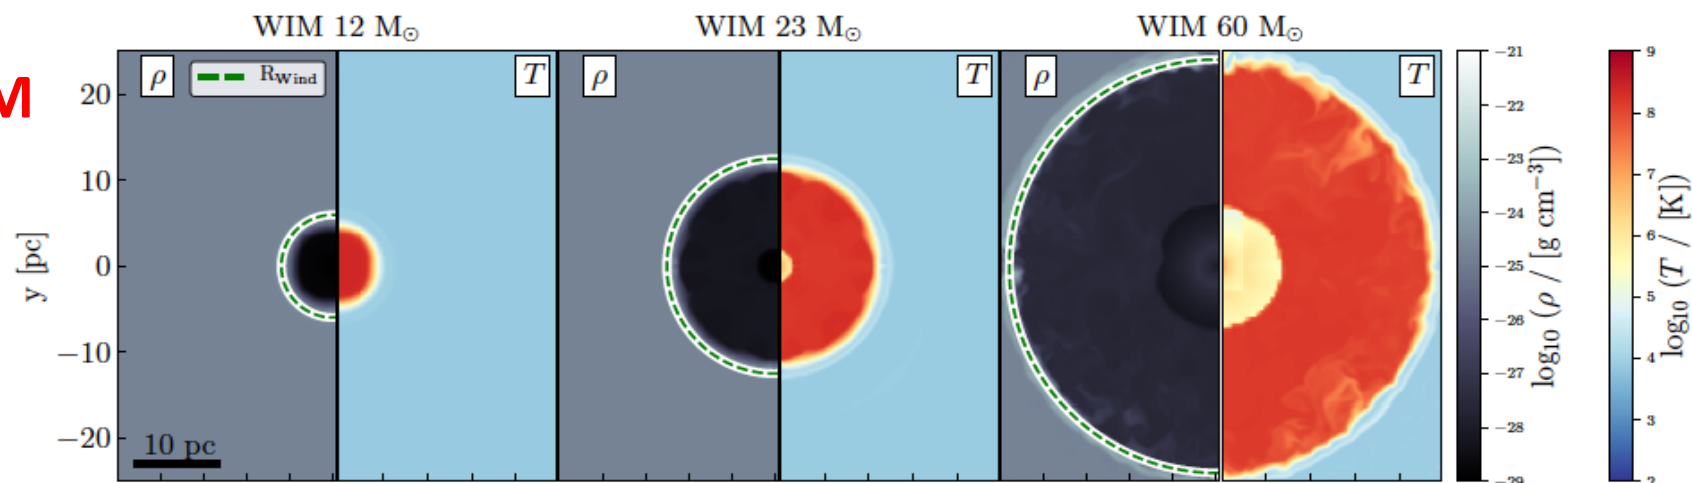 WIM 12 M☉
WIM 23 M☉
WIM 60 M☉
M
ρ
R_Wind
T
ρ
T
ρ
T
20
10
0
−10
−20
y [pc]
10 pc
−21
−22
−23
−24
−25
−26
−27
−28
−29
log₁₀ (ρ / [g cm⁻³])
9
8
7
6
5
4
3
2
log₁₀ (T / [K])